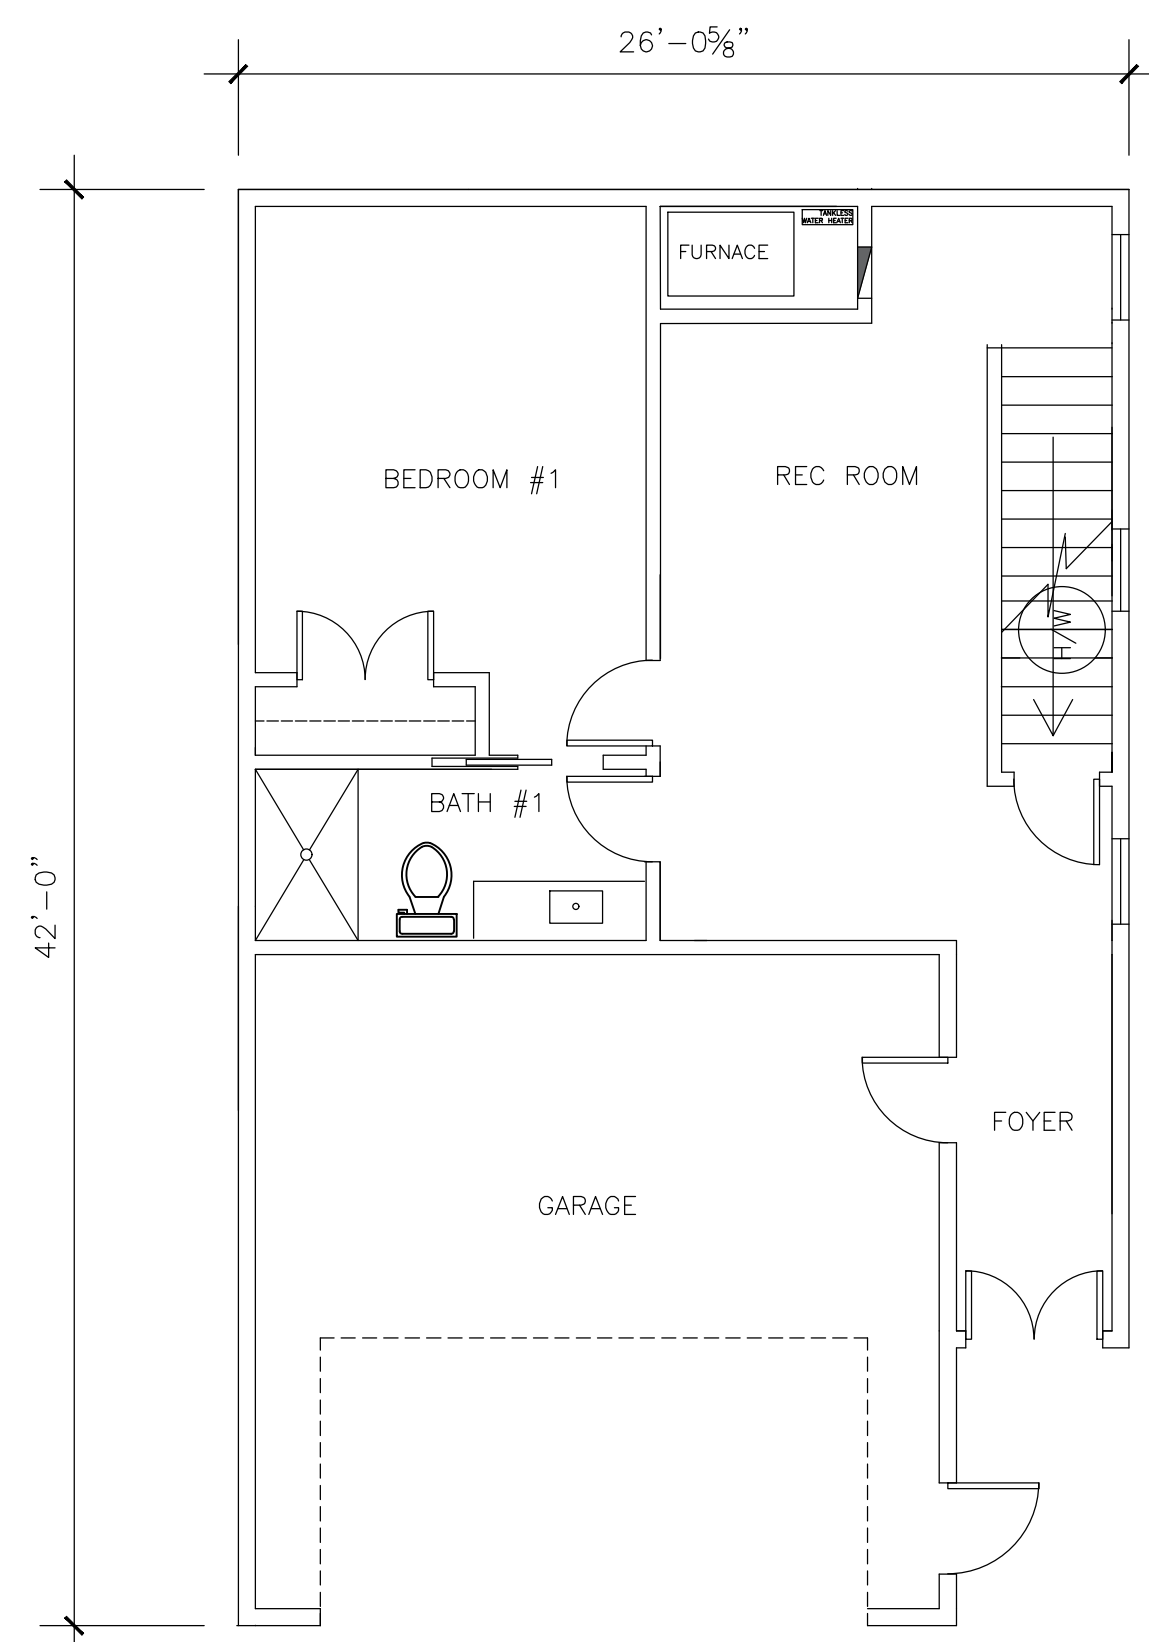 26'-0⅝"
TANKLESS
WATER HEATER
FURNACE
BEDROOM #1
REC ROOM
H/W
BATH #1
42'-0"
FOYER
GARAGE